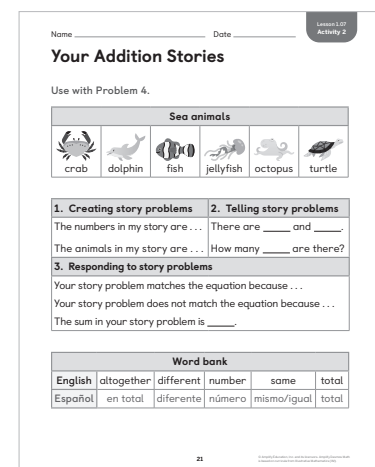 Lesson 1.07
Activity 2
Name Date
Your Addition Stories
Use with Problem 4.
Sea animals
crab dolphin fish jellyfish octopus turtle
1. Creating story problems 2. Telling story problems
The numbers in my story are . . . There are _____ and _____.
The animals in my story are . . . How many _____ are there?
3. Responding to story problems
Your story problem matches the equation because . . .
Your story problem does not match the equation because . . .
The sum in your story problem is _____.
Word bank
English altogether different number same total
Español en total diferente número mismo/igual total
21